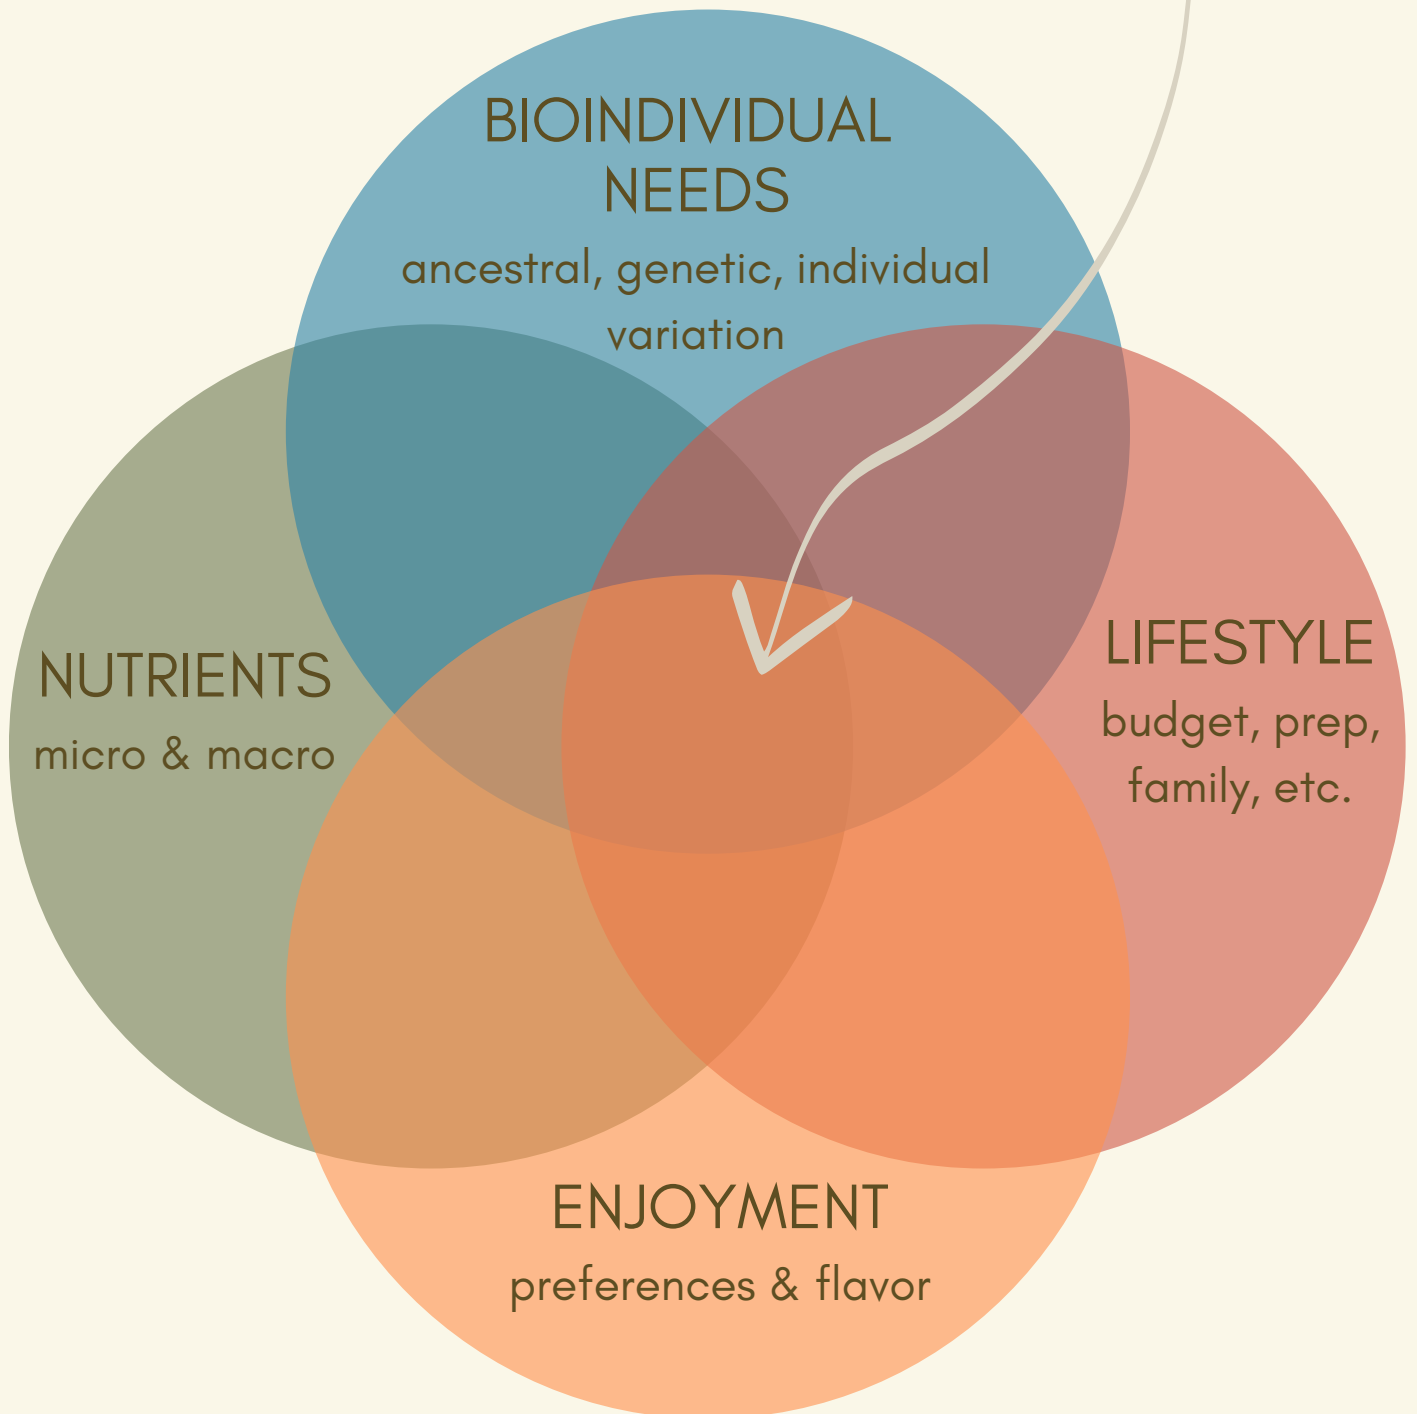 BIOINDIVIDUAL
NEEDS
ancestral, genetic, individual
variation
NUTRIENTS
micro & macro
LIFESTYLE
budget, prep,
family, etc.
ENJOYMENT
preferences & flavor